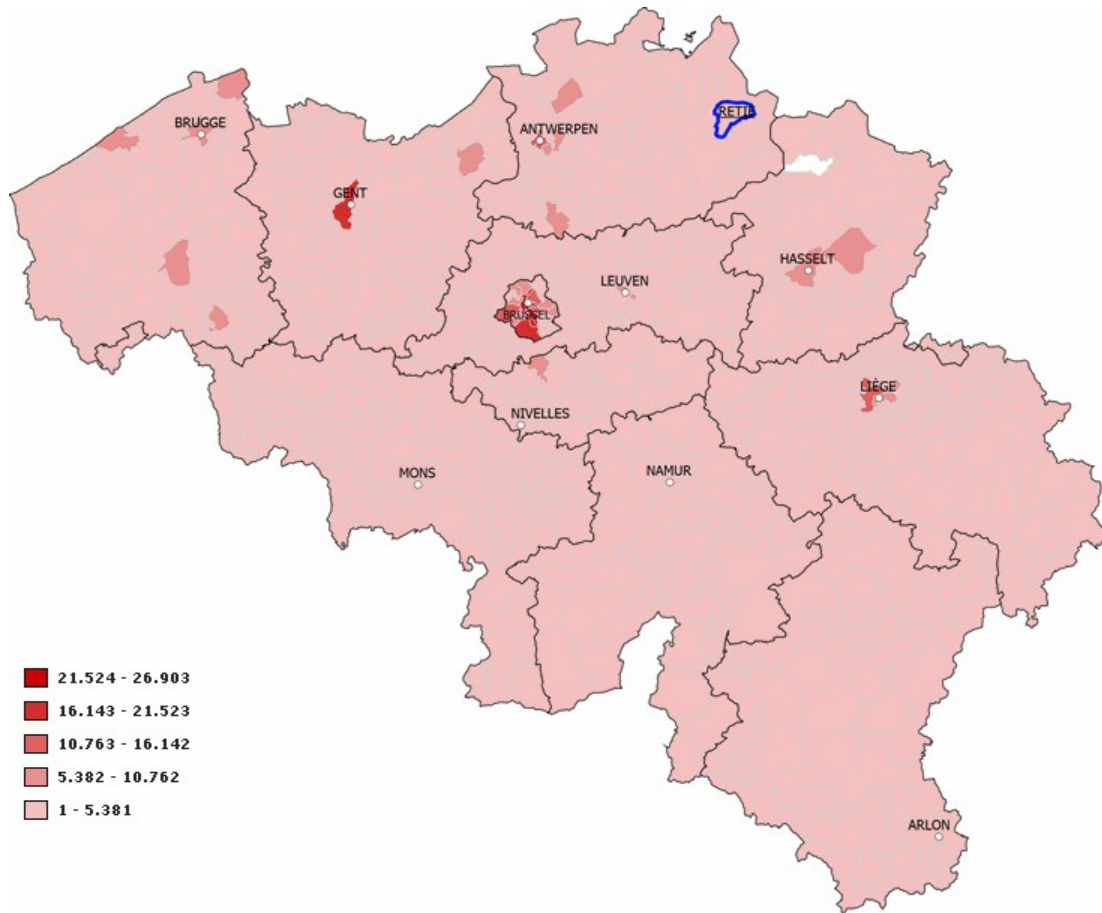 RETIE
BRUGGE
ANTWERPEN
GENT
HASSELT
LEUVEN
BRUSSEL
LIÈGE
NIVELLES
MONS
NAMUR
ARLON
21.524 - 26.903
16.143 - 21.523
10.763 - 16.142
5.382 - 10.762
1 - 5.381